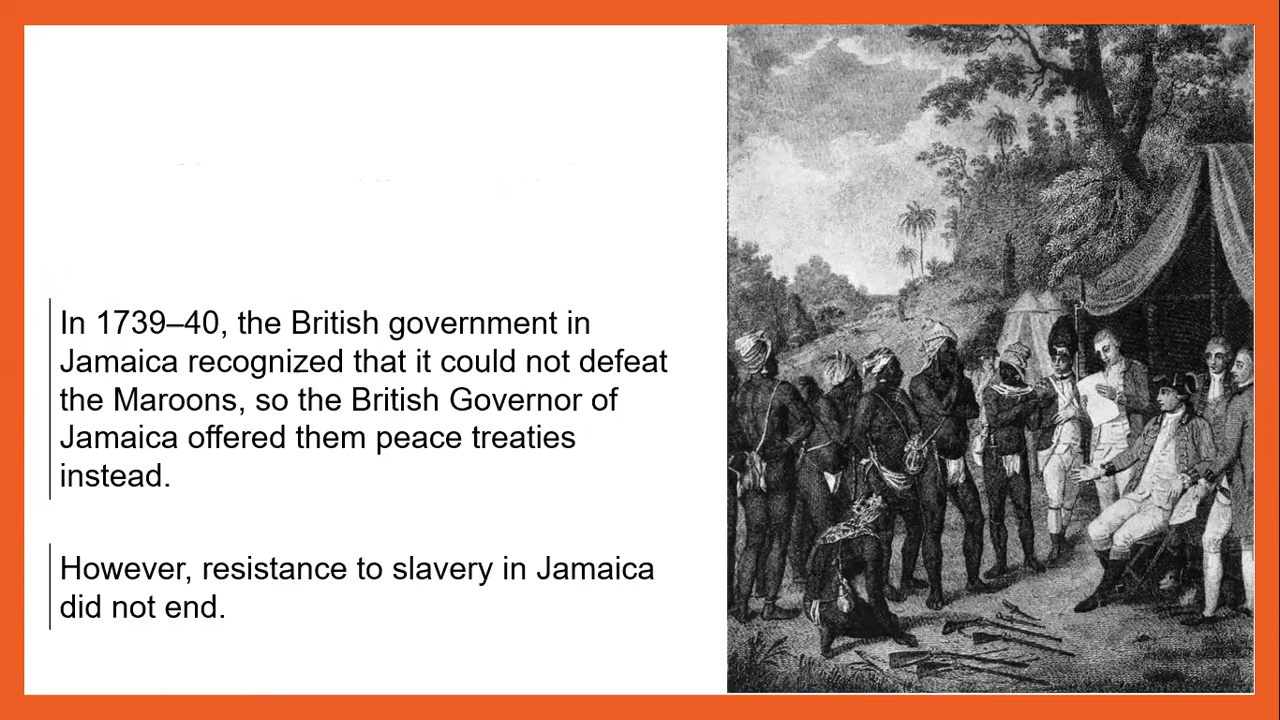 In 1739–40, the British government in
Jamaica recognized that it could not defeat
the Maroons, so the British Governor of
Jamaica offered them peace treaties
instead.
However, resistance to slavery in Jamaica
did not end.